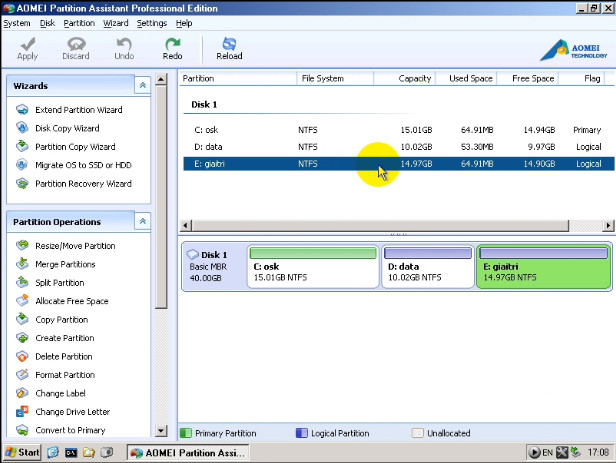 AOMEI Partition Assistant Professional Edition
System Disk Partition Wizard Settings Help
Apply Discard Undo Redo Reload
AOMEI
TECHNOLOGY
Wizards
Extend Partition Wizard
Disk Copy Wizard
Partition Copy Wizard
Migrate OS to SSD or HDD
Partition Recovery Wizard
Partition Operations
Resize/Move Partition
Merge Partitions
Split Partition
Allocate Free Space
Copy Partition
Create Partition
Delete Partition
Format Partition
Change Label
Change Drive Letter
Convert to Primary
Partition File System Capacity Used Space Free Space Flag
Disk 1
C: osk NTFS 15.01GB 64.91MB 14.94GB Primary
D: data NTFS 10.02GB 53.30MB 9.97GB Logical
E: giaitri NTFS 14.97GB 64.91MB 14.90GB Logical
Disk 1
Basic MBR
40.00GB
C: osk
15.01GB NTFS
D: data
10.02GB NTFS
E: giaitri
14.97GB NTFS
Primary Partition Logical Partition Unallocated
Start AOMEI Partition Assi... EN 17:08